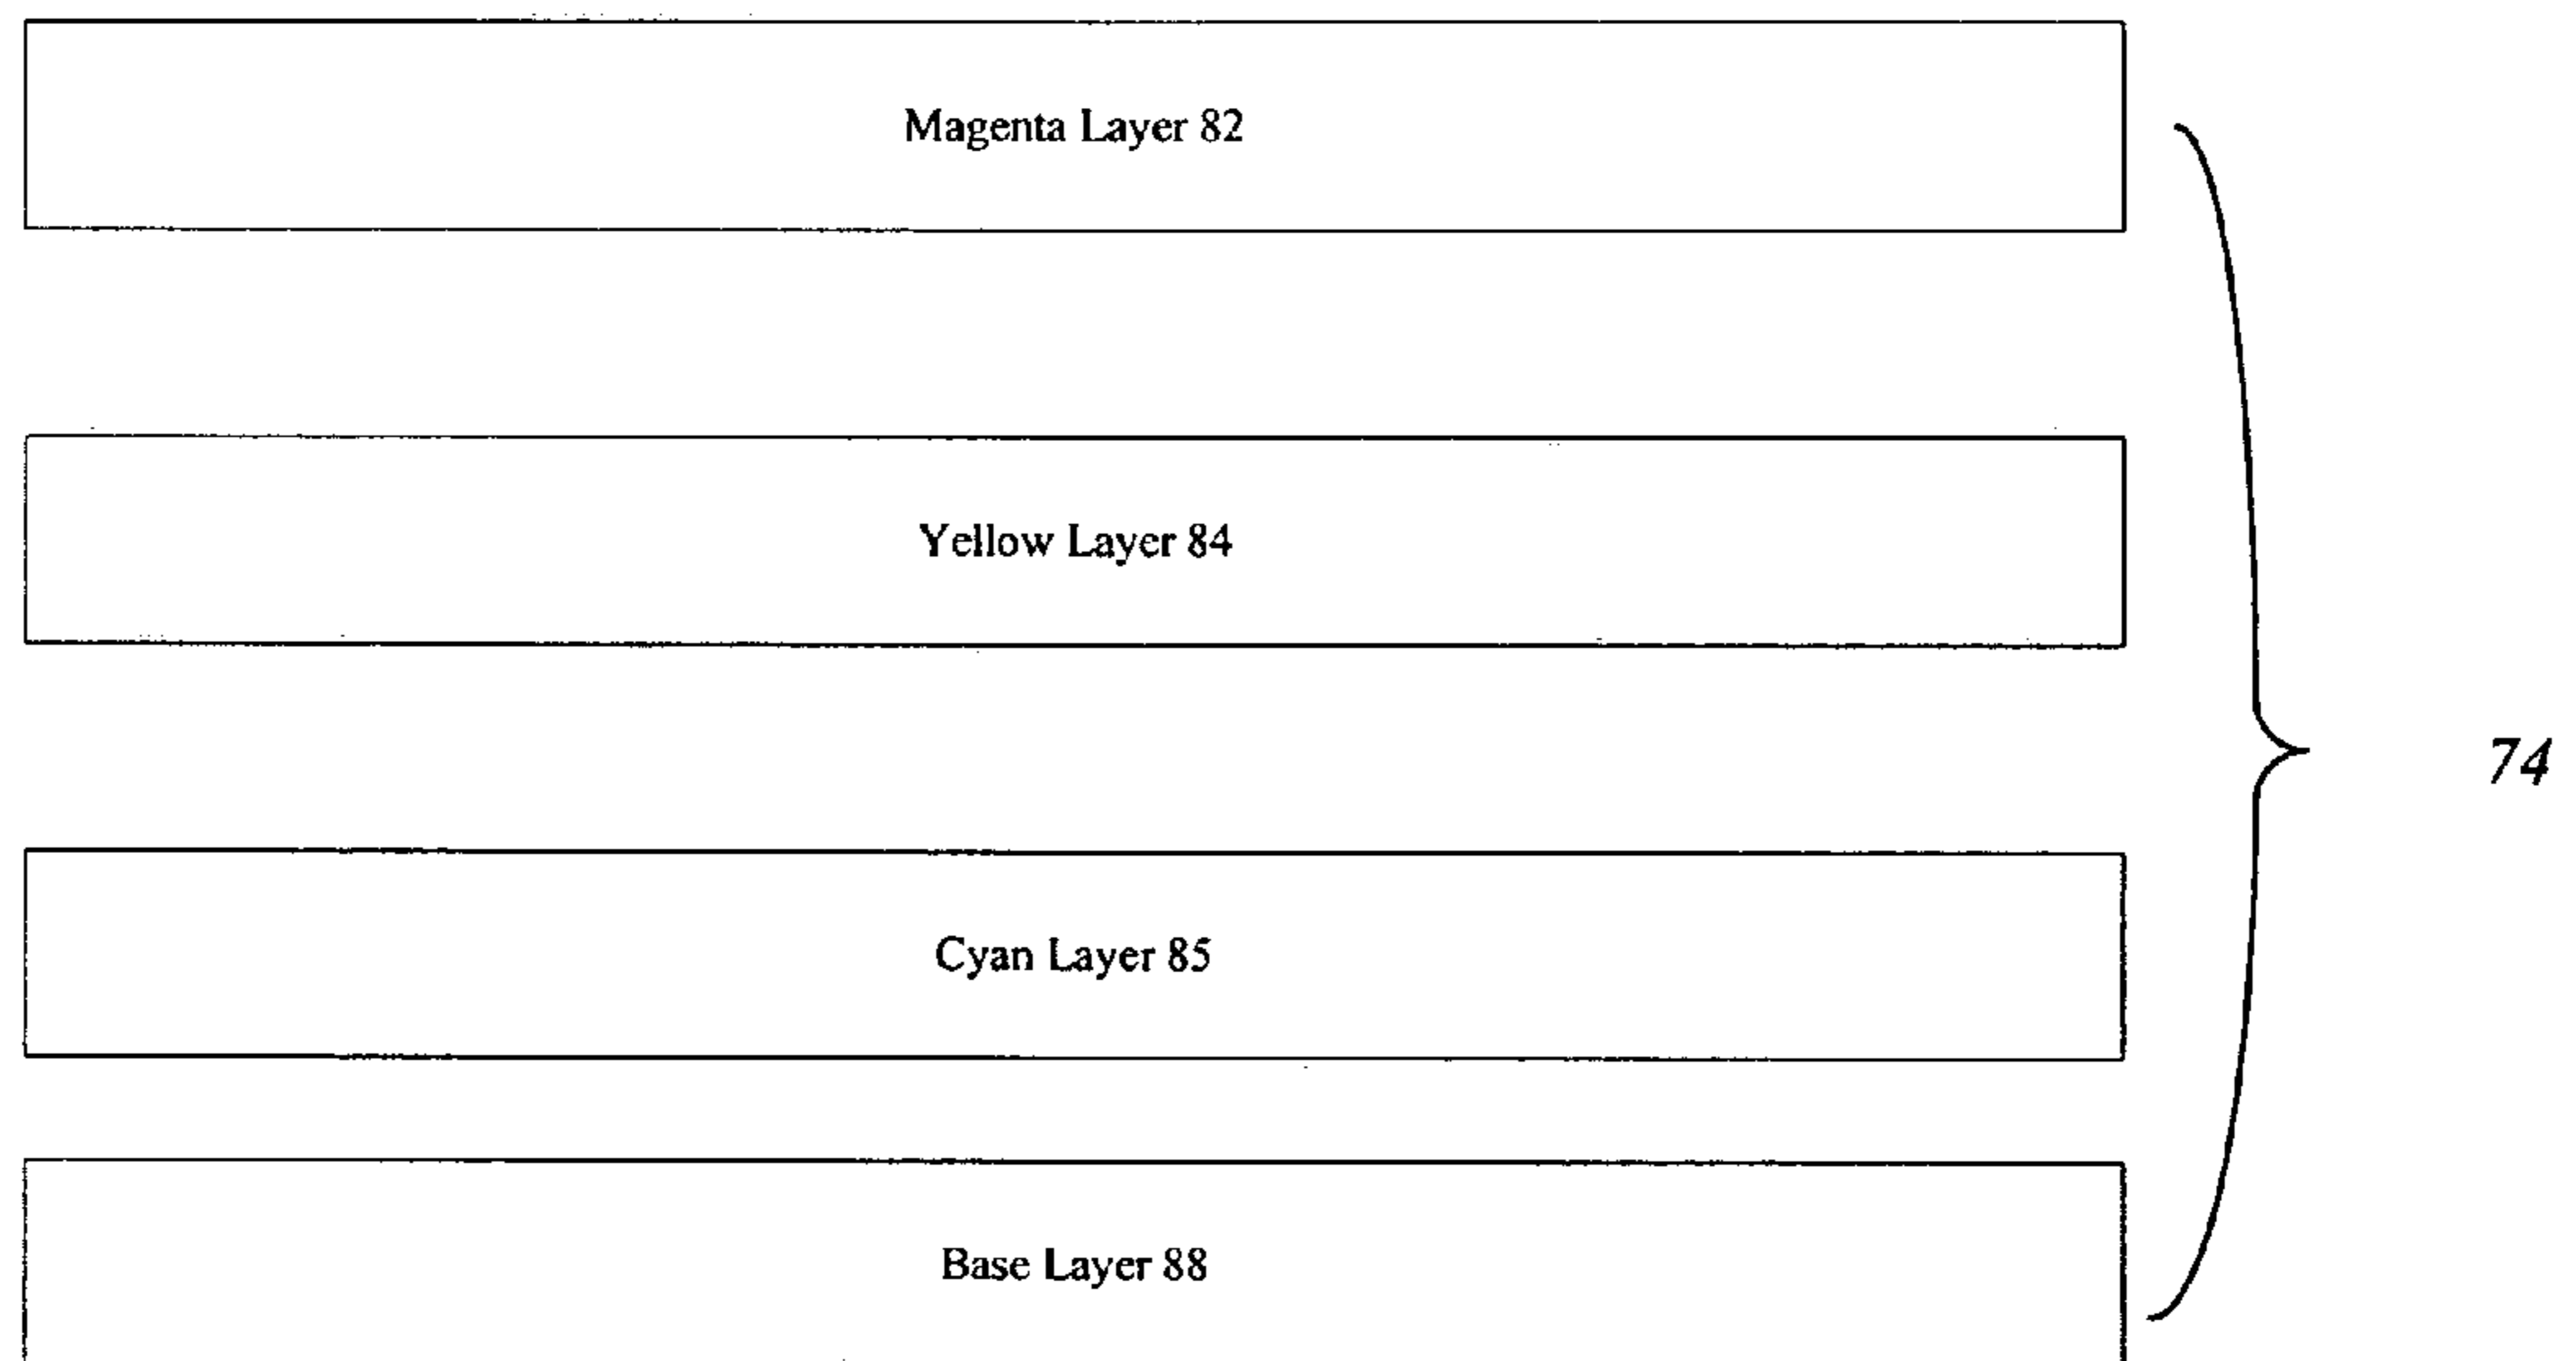 Magenta Layer 82
Yellow Layer 84
74
Cyan Layer 85
Base Layer 88